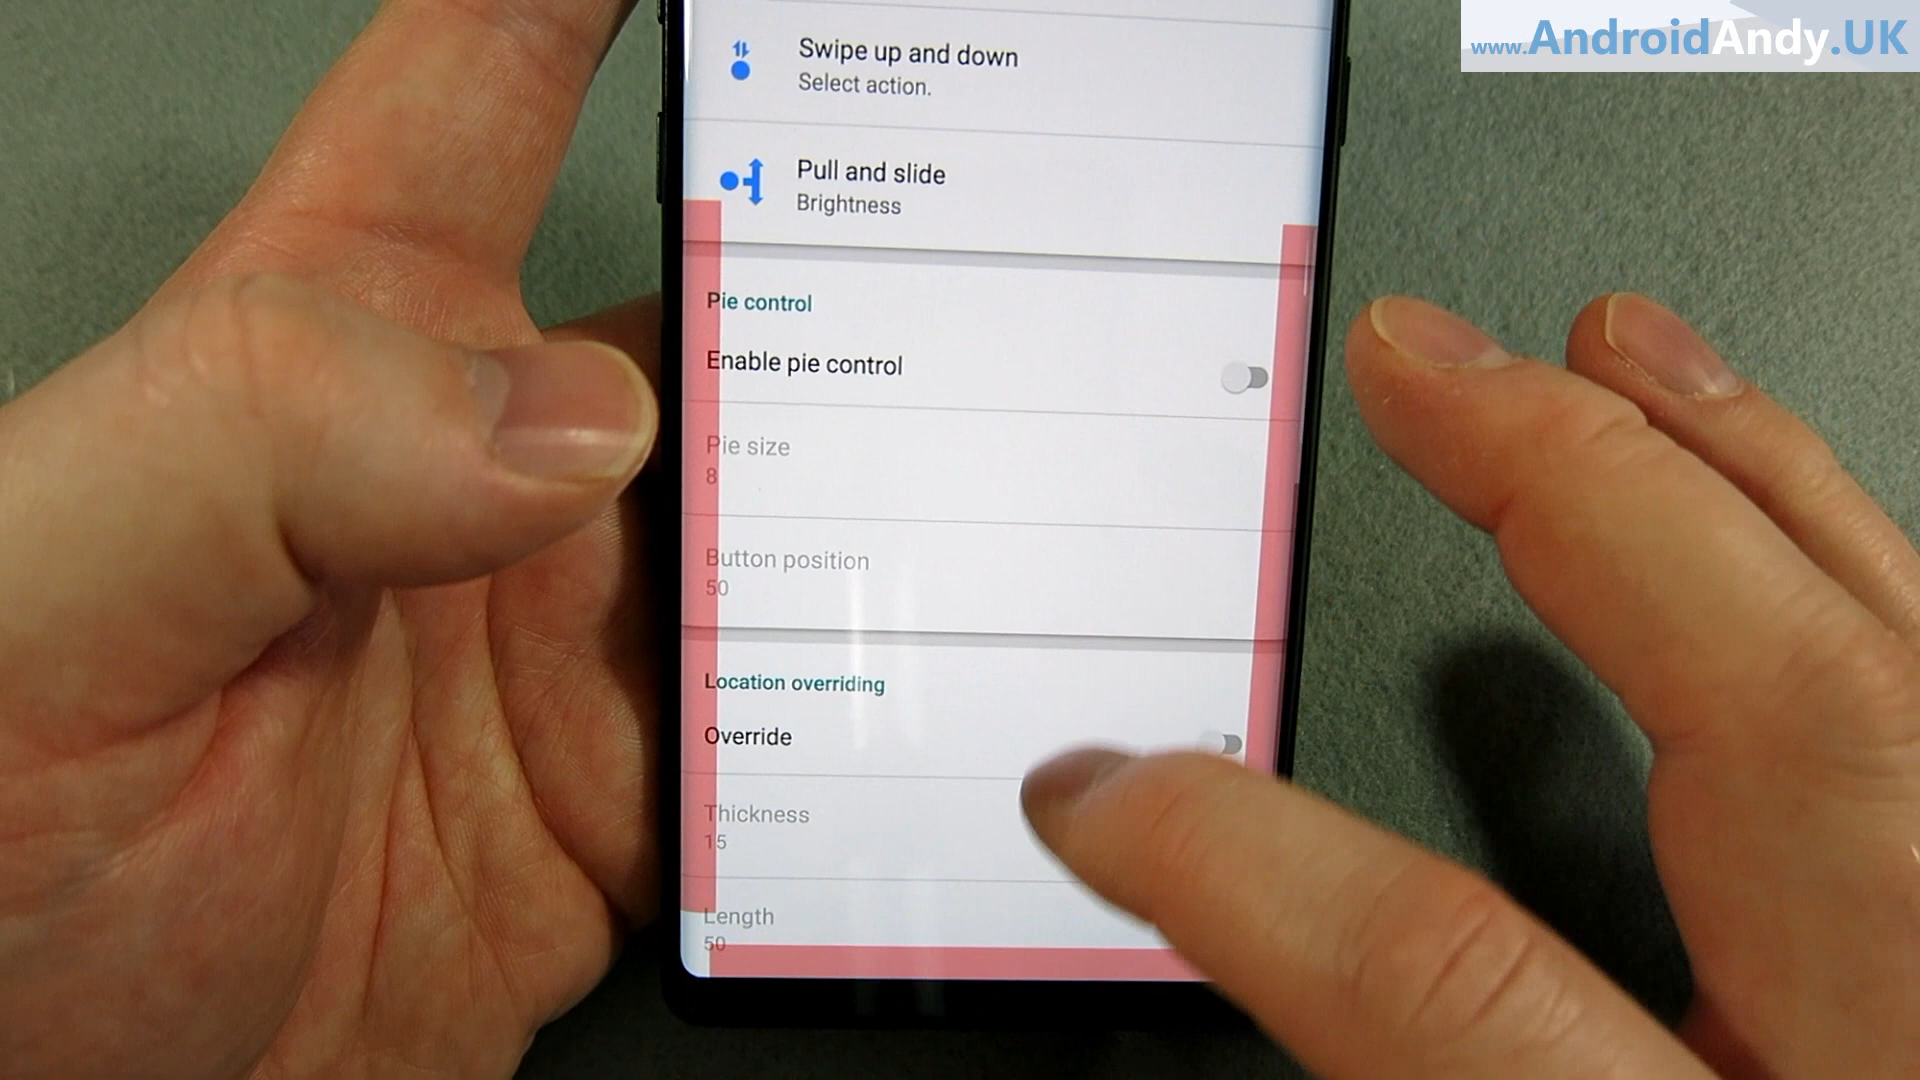 www.AndroidAndy.UK
Swipe up and down
Select action.
Pull and slide
Brightness
Pie control
Enable pie control
Pie size
8
Button position
50
Location overriding
Override
Thickness
15
Length
50